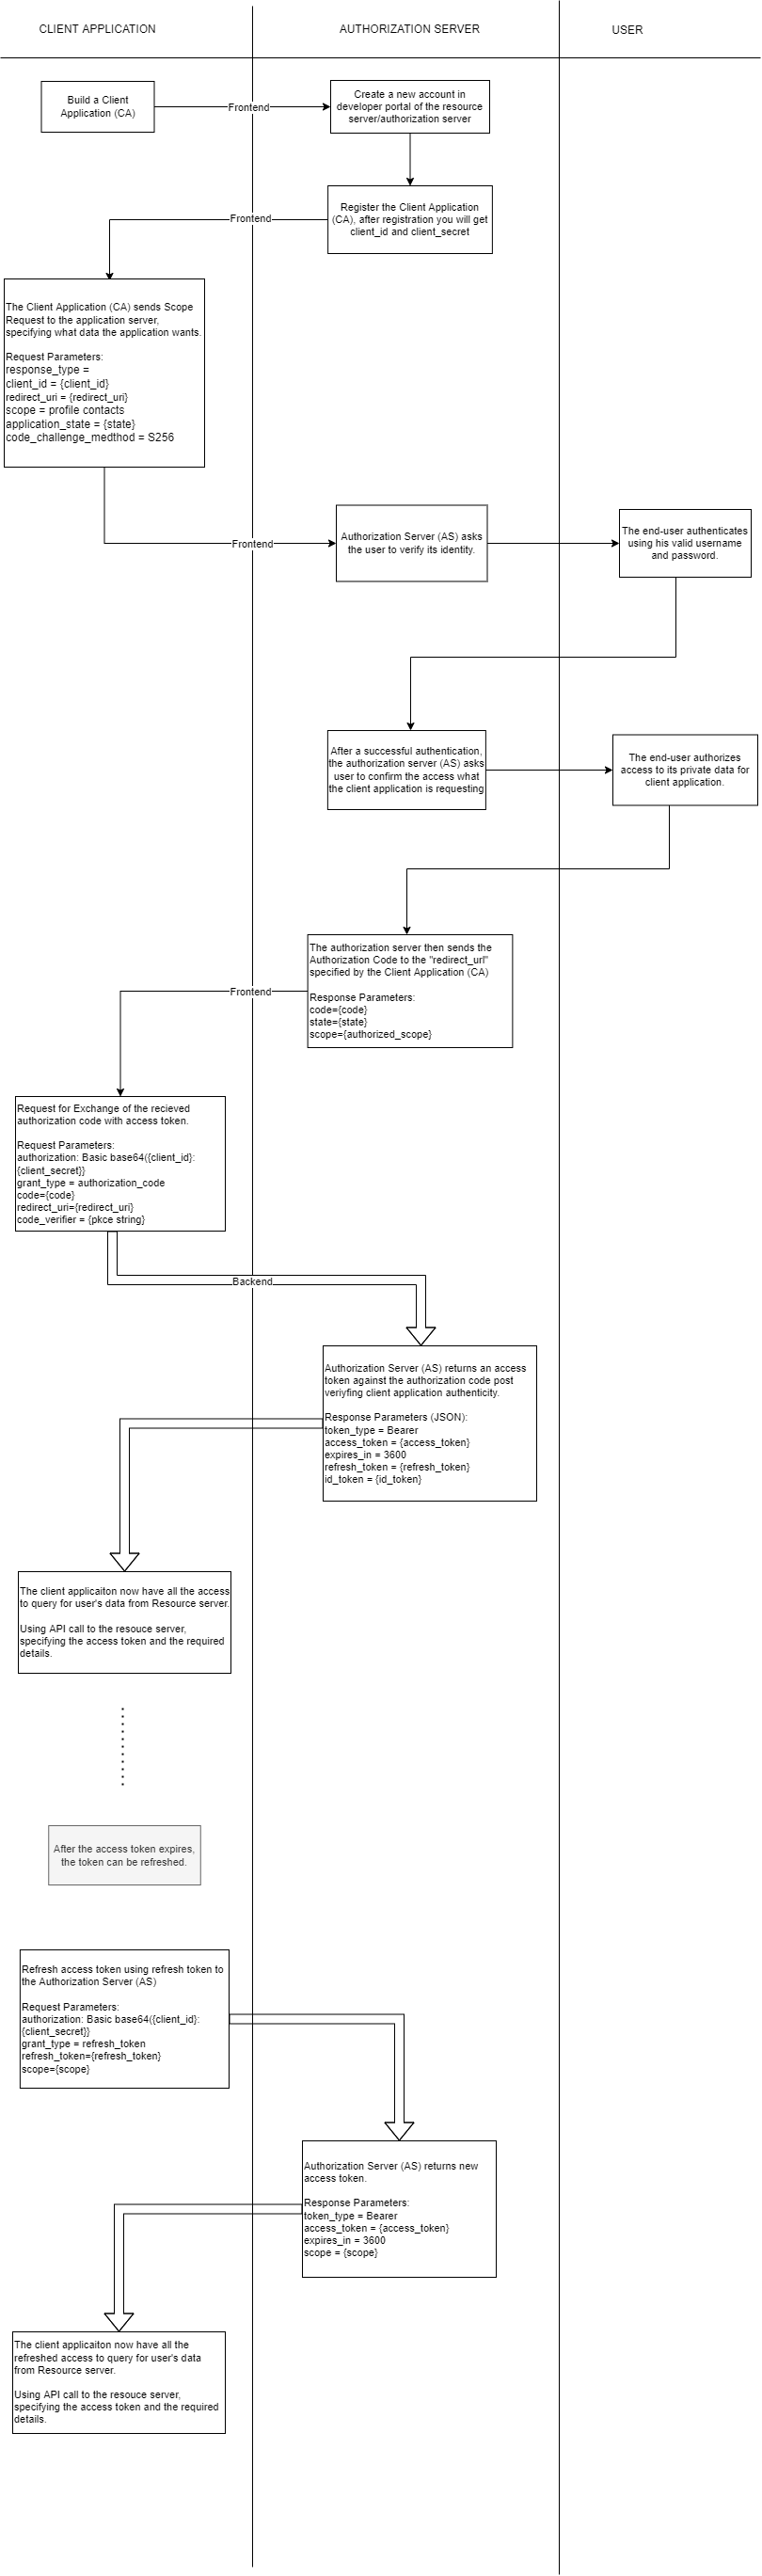 CLIENT APPLICATION
AUTHORIZATION SERVER
USER
Build a Client
Application (CA)
Frontend
Create a new account in
developer portal of the resource
server/authorization server
Register the Client Application
(CA), after registration you will get
client_id and client_secret
Frontend
The Client Application (CA) sends Scope
Request to the application server,
specifying what data the application wants.
Request Parameters:
response_type =
client_id = {client_id}
redirect_uri = {redirect_uri}
scope = profile contacts
application_state = {state}
code_challenge_medthod = S256
Frontend
Authorization Server (AS) asks
the user to verify its identity.
The end-user authenticates
using his valid username
and password.
After a successful authentication,
the authorization server (AS) asks
user to confirm the access what
the client application is requesting
The end-user authorizes
access to its private data for
client application.
The authorization server then sends the
Authorization Code to the "redirect_url"
specified by the Client Application (CA)
Response Parameters:
code={code}
state={state}
scope={authorized_scope}
Frontend
Request for Exchange of the recieved
authorization code with access token.
Request Parameters:
authorization: Basic base64({client_id}:
{client_secret}}
grant_type = authorization_code
code={code}
redirect_uri={redirect_uri}
code_verifier = {pkce string}
Backend
Authorization Server (AS) returns an access
token against the authorization code post
veriyfing client application authenticity.
Response Parameters (JSON):
token_type = Bearer
access_token = {access_token}
expires_in = 3600
refresh_token = {refresh_token}
id_token = {id_token}
The client applicaiton now have all the access
to query for user's data from Resource server.
Using API call to the resouce server,
specifying the access token and the required
details.
After the access token expires,
the token can be refreshed.
Refresh access token using refresh token to
the Authorization Server (AS)
Request Parameters:
authorization: Basic base64({client_id}:
{client_secret}}
grant_type = refresh_token
refresh_token={refresh_token}
scope={scope}
Authorization Server (AS) returns new
access token.
Response Parameters:
token_type = Bearer
access_token = {access_token}
expires_in = 3600
scope = {scope}
The client applicaiton now have all the
refreshed access to query for user's data
from Resource server.
Using API call to the resouce server,
specifying the access token and the required
details.